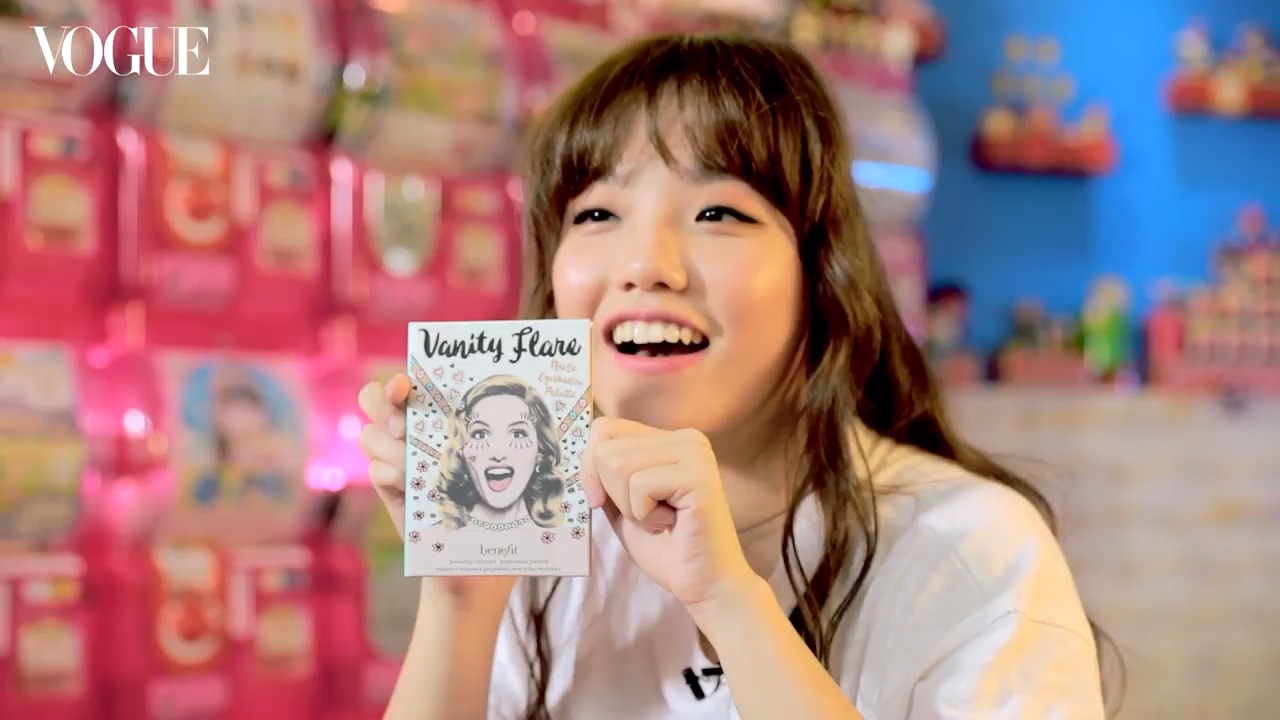 VOGUE
Vanity Flare
Nude
Eyeshadow
Palette
benefit